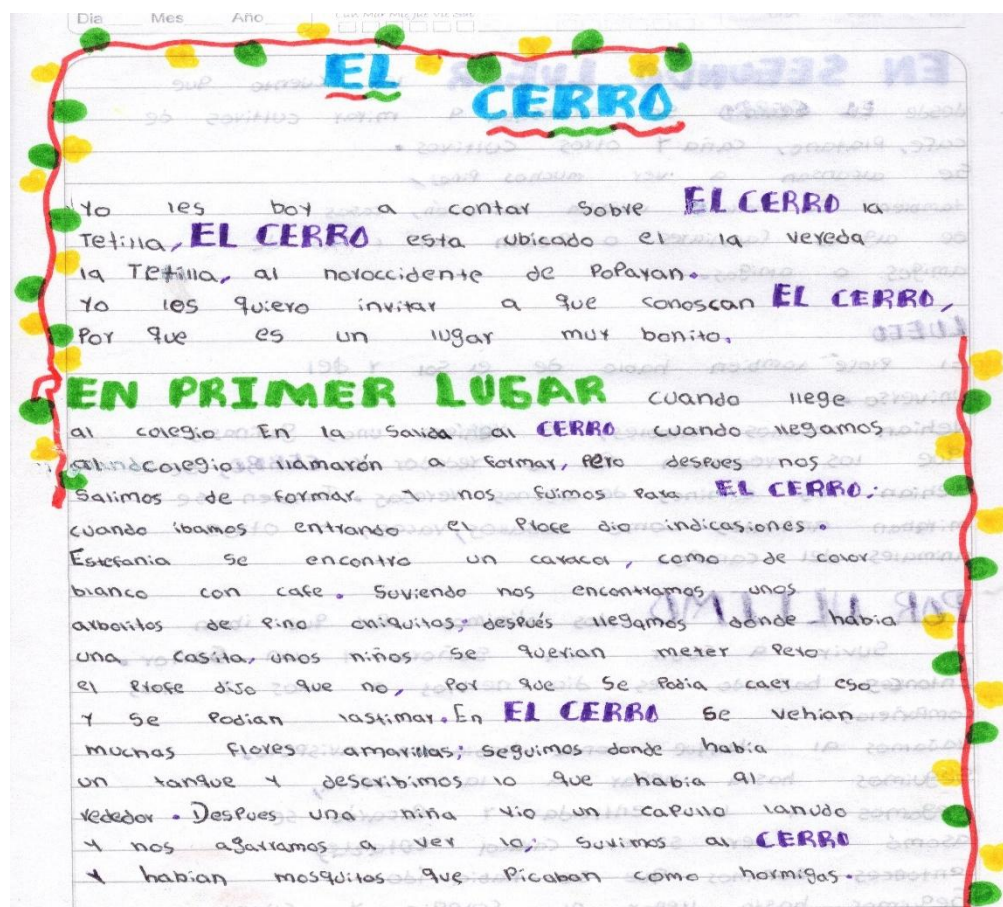 Dia Mes Año
EL
CERRO
Yo les boy a contar sobre EL CERRO la
Tetilla, EL CERRO esta ubicado en la vereda
la Tetilla, al noroccidente de Popayan.
Yo les quiero invitar a que conoscan EL CERRO,
Por que es un lugar muy bonito.
EN PRIMER LUGAR cuando llege
al colegio En la Salida al CERRO cuando llegamos
al colegio llamarón a formar, Pero despues nos
Salimos de formar y nos fuimos Para EL CERRO;
cuando ibamos entrando el Profe dio indicasiones.
Estefania se encontro un caracol, como de color
blanco con cafe. Suviendo nos encontramos unos
arbolitos de Pino chiquitos; después llegamos donde había
una casita, unos niños se querian meter Pero
el Profe dijo que no, Por que se Podia caer eso
y se Podian lastimar. En EL CERRO se vehian
muchas flores amarillas; seguimos donde había
un tanque y describimos lo que habia al
rededor. Despues una niña vio un capullo lanudo
y nos agarramos a ver lo; Suvimos al CERRO
y habian mosquitos que Picaban como hormigas.